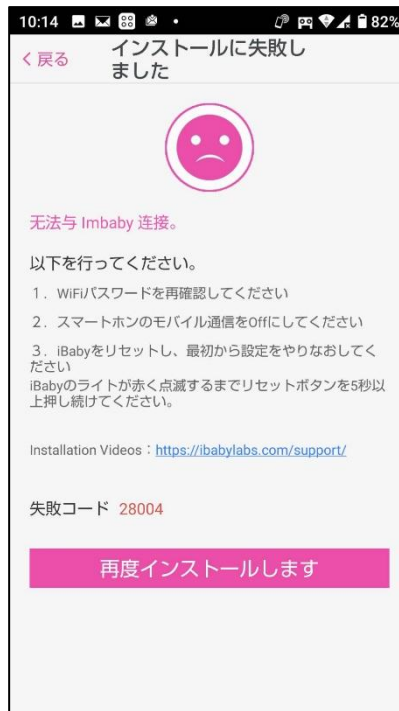 10:14
82%
戻る
インストールに失敗し
ました
无法与 Imbaby 连接。
以下を行ってください。
1. WiFiパスワードを再確認してください
2. スマートホンのモバイル通信をOffにしてください
3. iBabyをリセットし、最初から設定をやりなおしてく
ださい
iBabyのライトが赤く点滅するまでリセットボタンを5秒以
上押し続けてください。
Installation Videos：https://ibabylabs.com/support/
失敗コード 28004
再度インストールします